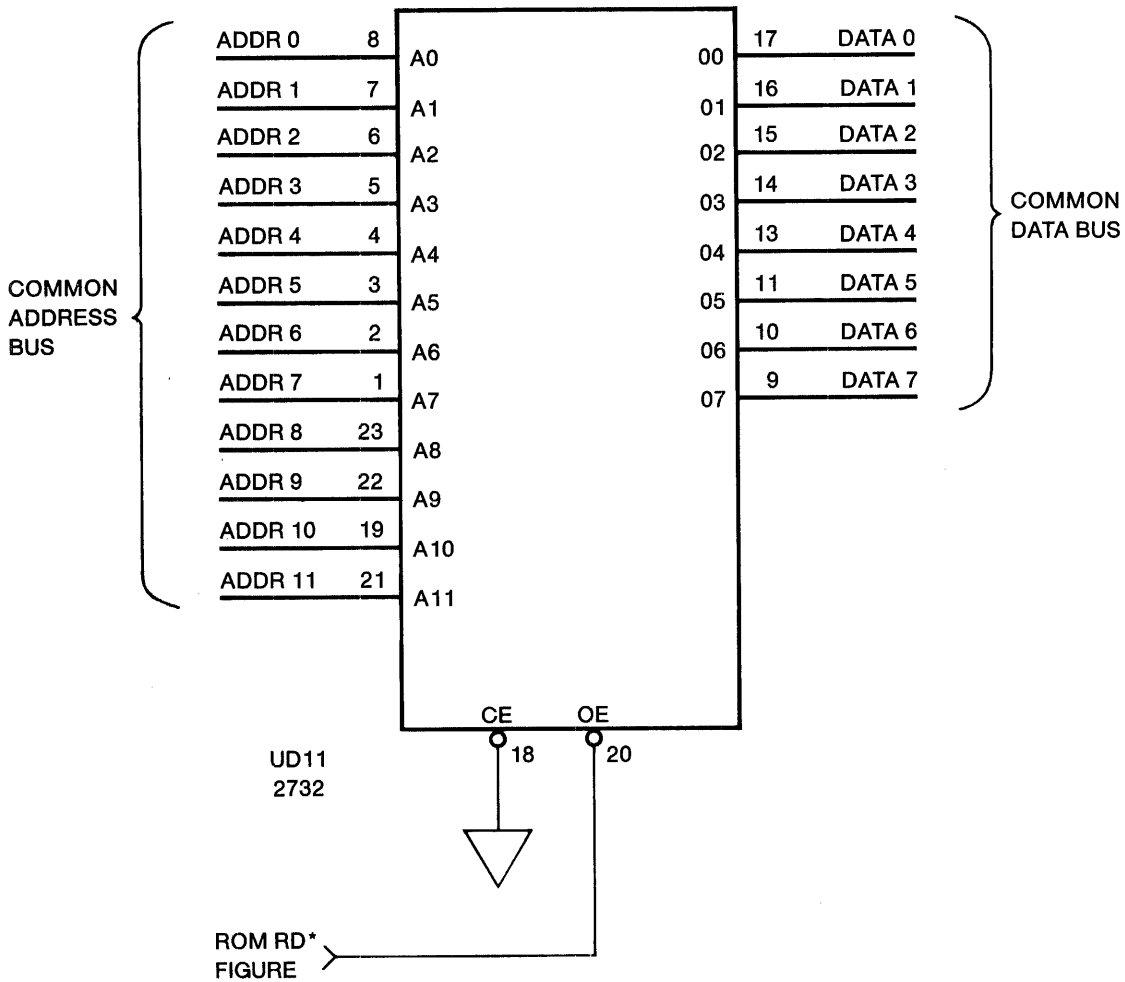 ADDR 0 8 A0
ADDR 1 7 A1
ADDR 2 6 A2
ADDR 3 5 A3
ADDR 4 4 A4
ADDR 5 3 A5
ADDR 6 2 A6
ADDR 7 1 A7
ADDR 8 23 A8
ADDR 9 22 A9
ADDR 10 19 A10
ADDR 11 21 A11
COMMON
ADDRESS
BUS
00 17 DATA 0
01 16 DATA 1
02 15 DATA 2
03 14 DATA 3
04 13 DATA 4
05 11 DATA 5
06 10 DATA 6
07 9 DATA 7
COMMON
DATA BUS
CE OE
18 20
UD11
2732
ROM RD*
FIGURE